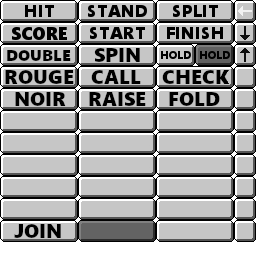 HIT STAND SPLIT ←
SCORE START FINISH ↓
DOUBLE SPIN HOLD HOLD ↑
ROUGE CALL CHECK
NOIR RAISE FOLD
JOIN